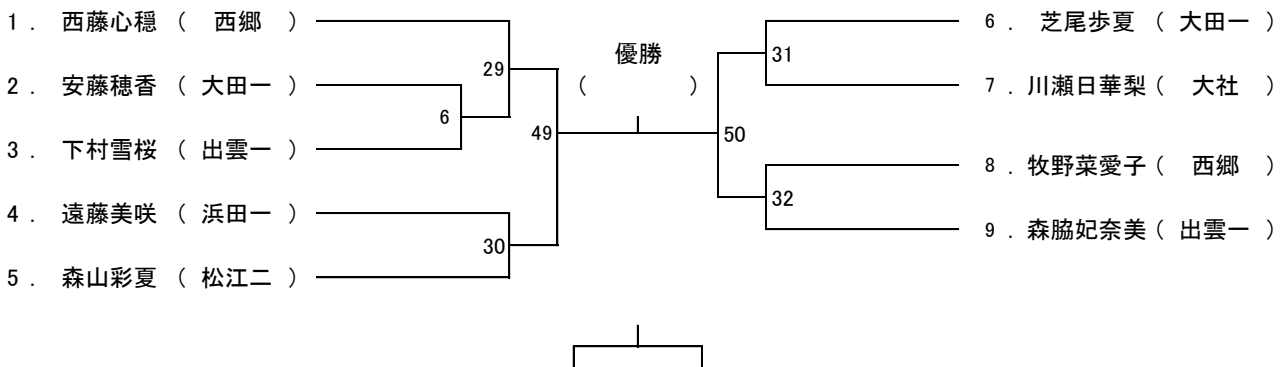 1 . 西藤心穏 ( 西郷 )
2 . 安藤穂香 ( 大田一 )
3 . 下村雪桜 ( 出雲一 )
4 . 遠藤美咲 ( 浜田一 )
5 . 森山彩夏 ( 松江二 )
29
6
49
30
優勝
( )
50
31
32
6 . 芝尾歩夏 ( 大田一 )
7 . 川瀬日華梨 ( 大社 )
8 . 牧野菜愛子 ( 西郷 )
9 . 森脇妃奈美 ( 出雲一 )